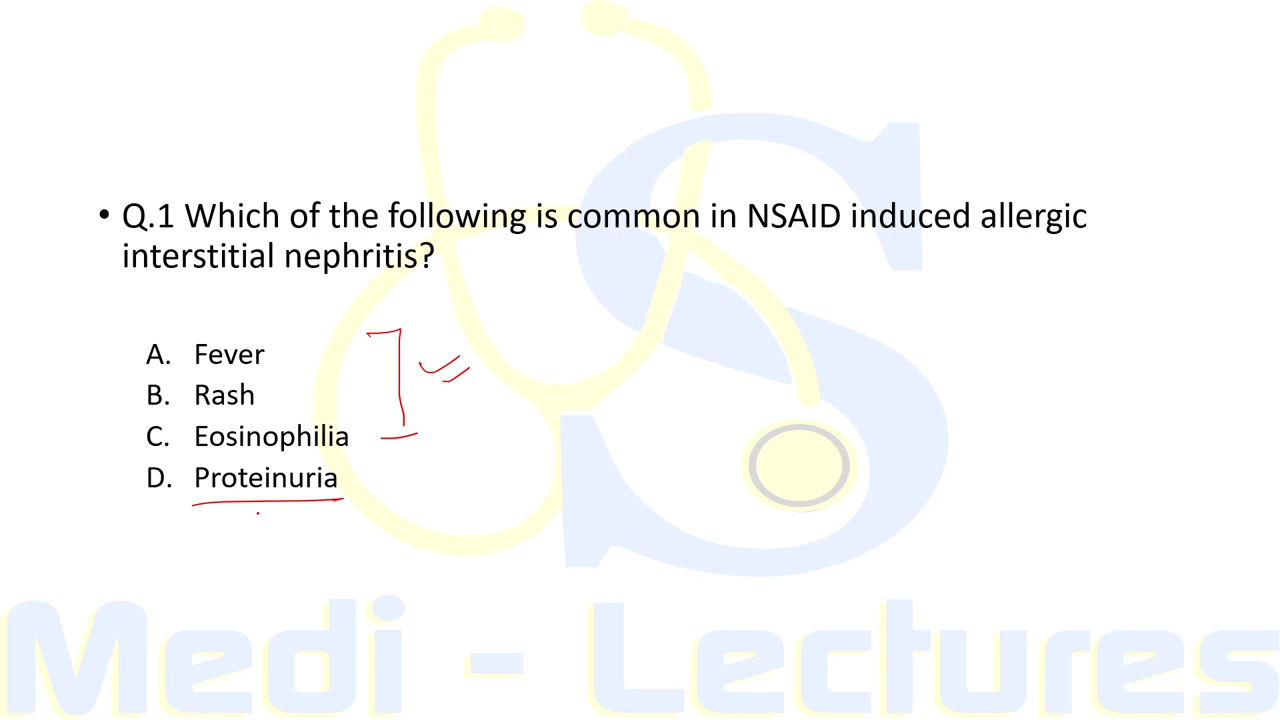 • Q.1 Which of the following is common in NSAID induced allergic
interstitial nephritis?
A. Fever
B. Rash
C. Eosinophilia
D. Proteinuria
Medi - Lectures